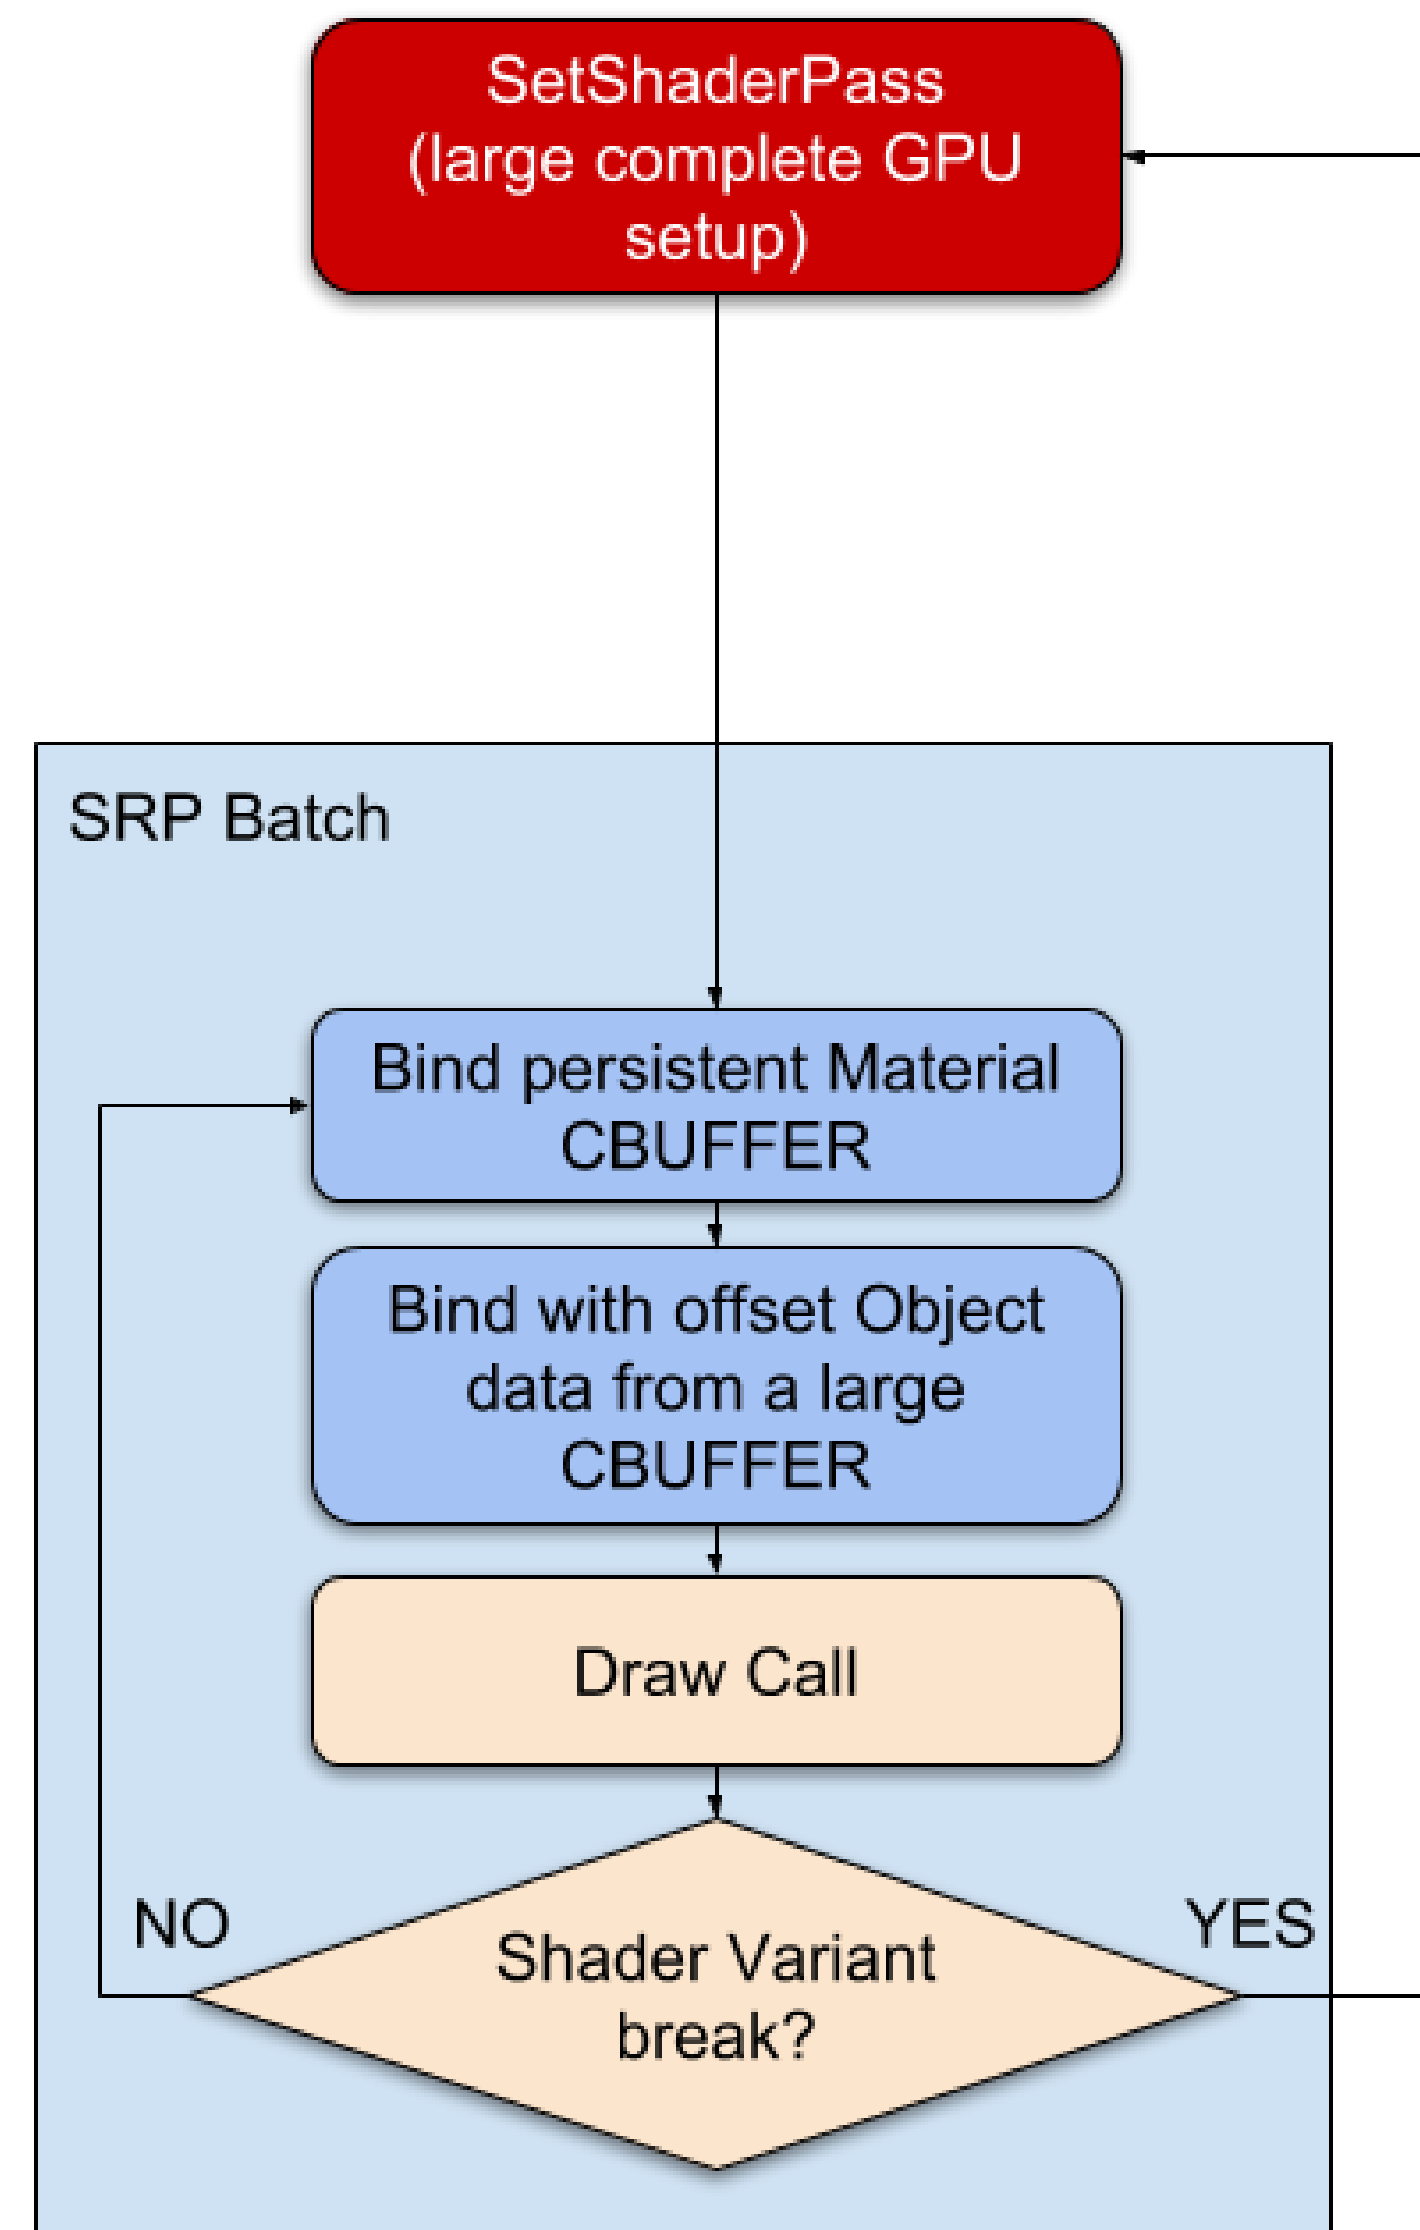 SetShaderPass
(large complete GPU
setup)
SRP Batch
Bind persistent Material
CBUFFER
Bind with offset Object
data from a large
CBUFFER
Draw Call
NO
YES
Shader Variant
break?